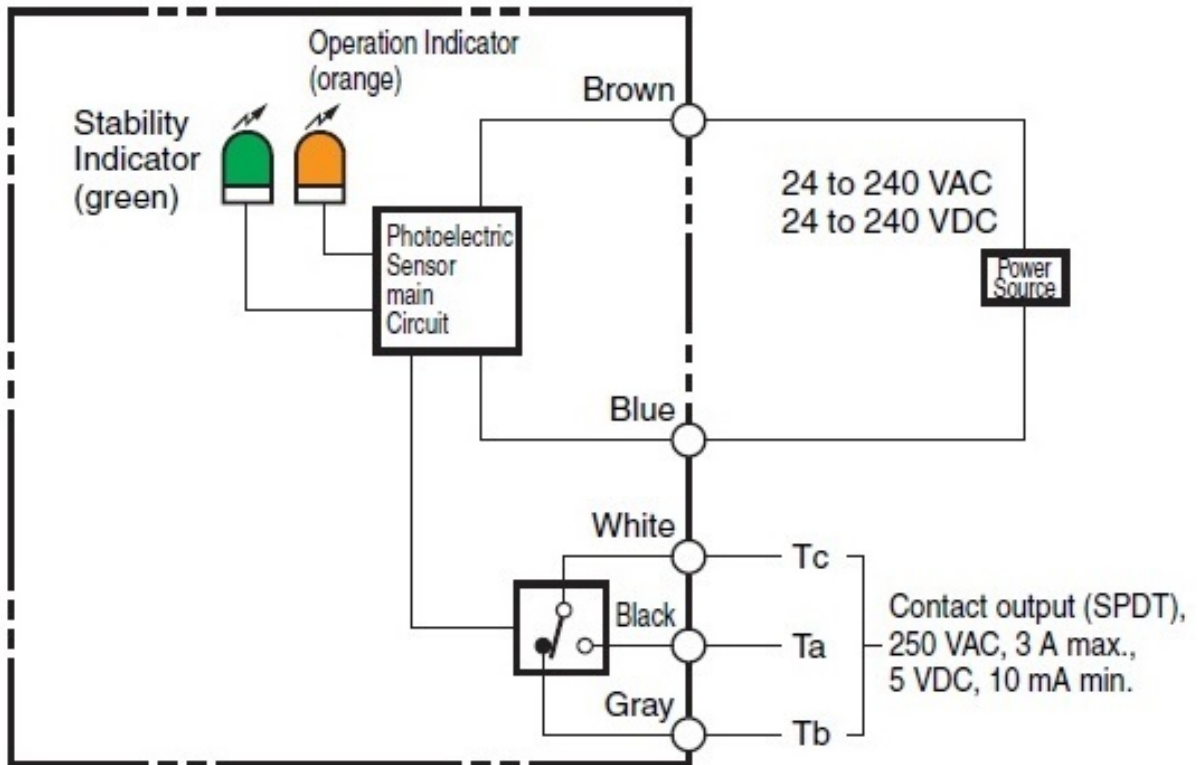 Operation Indicator
(orange)
Stability
Indicator
(green)
Brown
24 to 240 VAC
24 to 240 VDC
Power
Source
Photoelectric
Sensor
main
Circuit
Blue
White
Tc
Black
Ta
Gray
Tb
Contact output (SPDT),
250 VAC, 3 A max.,
5 VDC, 10 mA min.